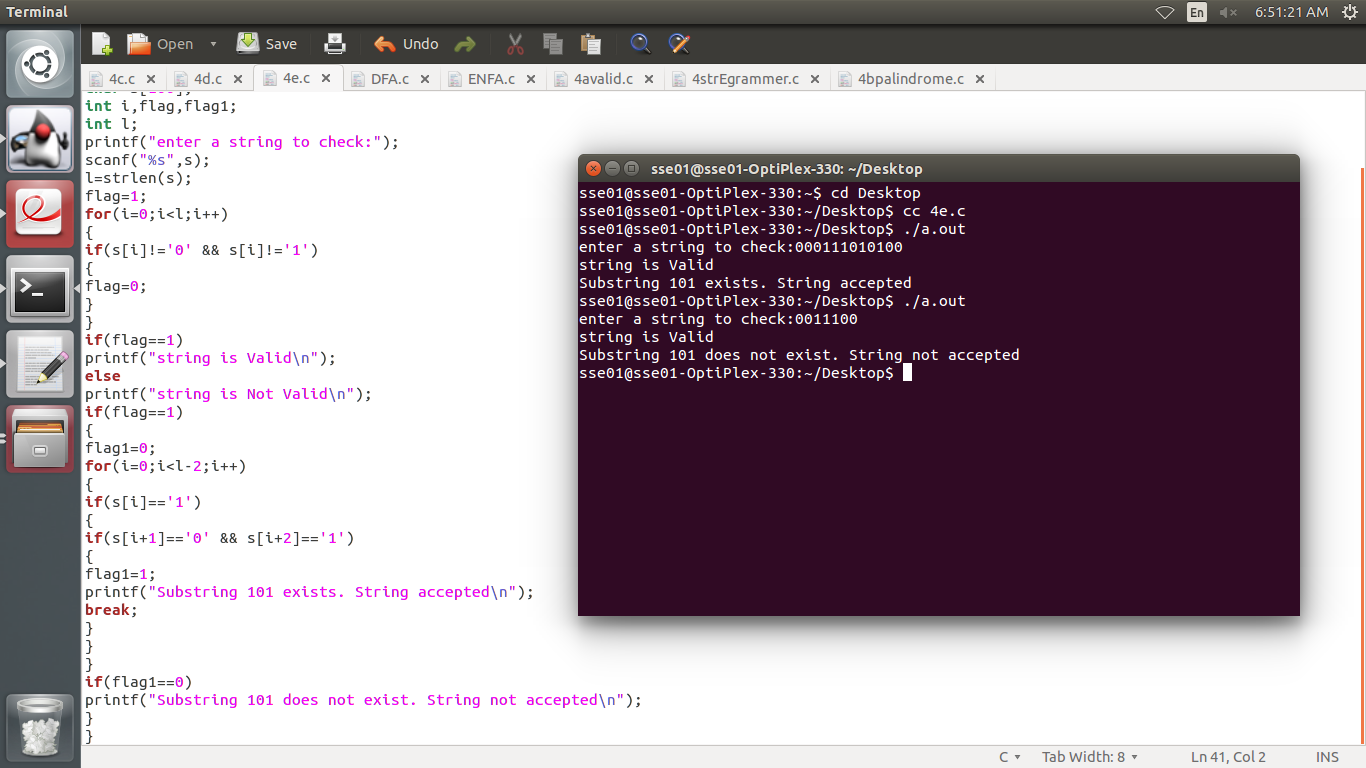 Terminal
En
6:51:21 AM
Open
Save
Undo
4c.c
4d.c
4e.c
DFA.c
ENFA.c
4avalid.c
4strEgrammer.c
4bpalindrome.c
int i,flag,flag1;
int l;
printf("enter a string to check:");
scanf("%s",s);
l=strlen(s);
flag=1;
for(i=0;i<l;i++)
{
if(s[i]!='0' && s[i]!='1')
{
flag=0;
}
}
if(flag==1)
printf("string is Valid\n");
else
printf("string is Not Valid\n");
if(flag==1)
{
flag1=0;
for(i=0;i<l-2;i++)
{
if(s[i]=='1')
{
if(s[i+1]=='0' && s[i+2]=='1')
{
flag1=1;
printf("Substring 101 exists. String accepted\n");
break;
}
}
}
if(flag1==0)
printf("Substring 101 does not exist. String not accepted\n");
}
}
sse01@sse01-OptiPlex-330: ~/Desktop
sse01@sse01-OptiPlex-330:~$ cd Desktop
sse01@sse01-OptiPlex-330:~/Desktop$ cc 4e.c
sse01@sse01-OptiPlex-330:~/Desktop$ ./a.out
enter a string to check:000111010100
string is Valid
Substring 101 exists. String accepted
sse01@sse01-OptiPlex-330:~/Desktop$ ./a.out
enter a string to check:0011100
string is Valid
Substring 101 does not exist. String not accepted
sse01@sse01-OptiPlex-330:~/Desktop$
C
Tab Width: 8
Ln 41, Col 2
INS